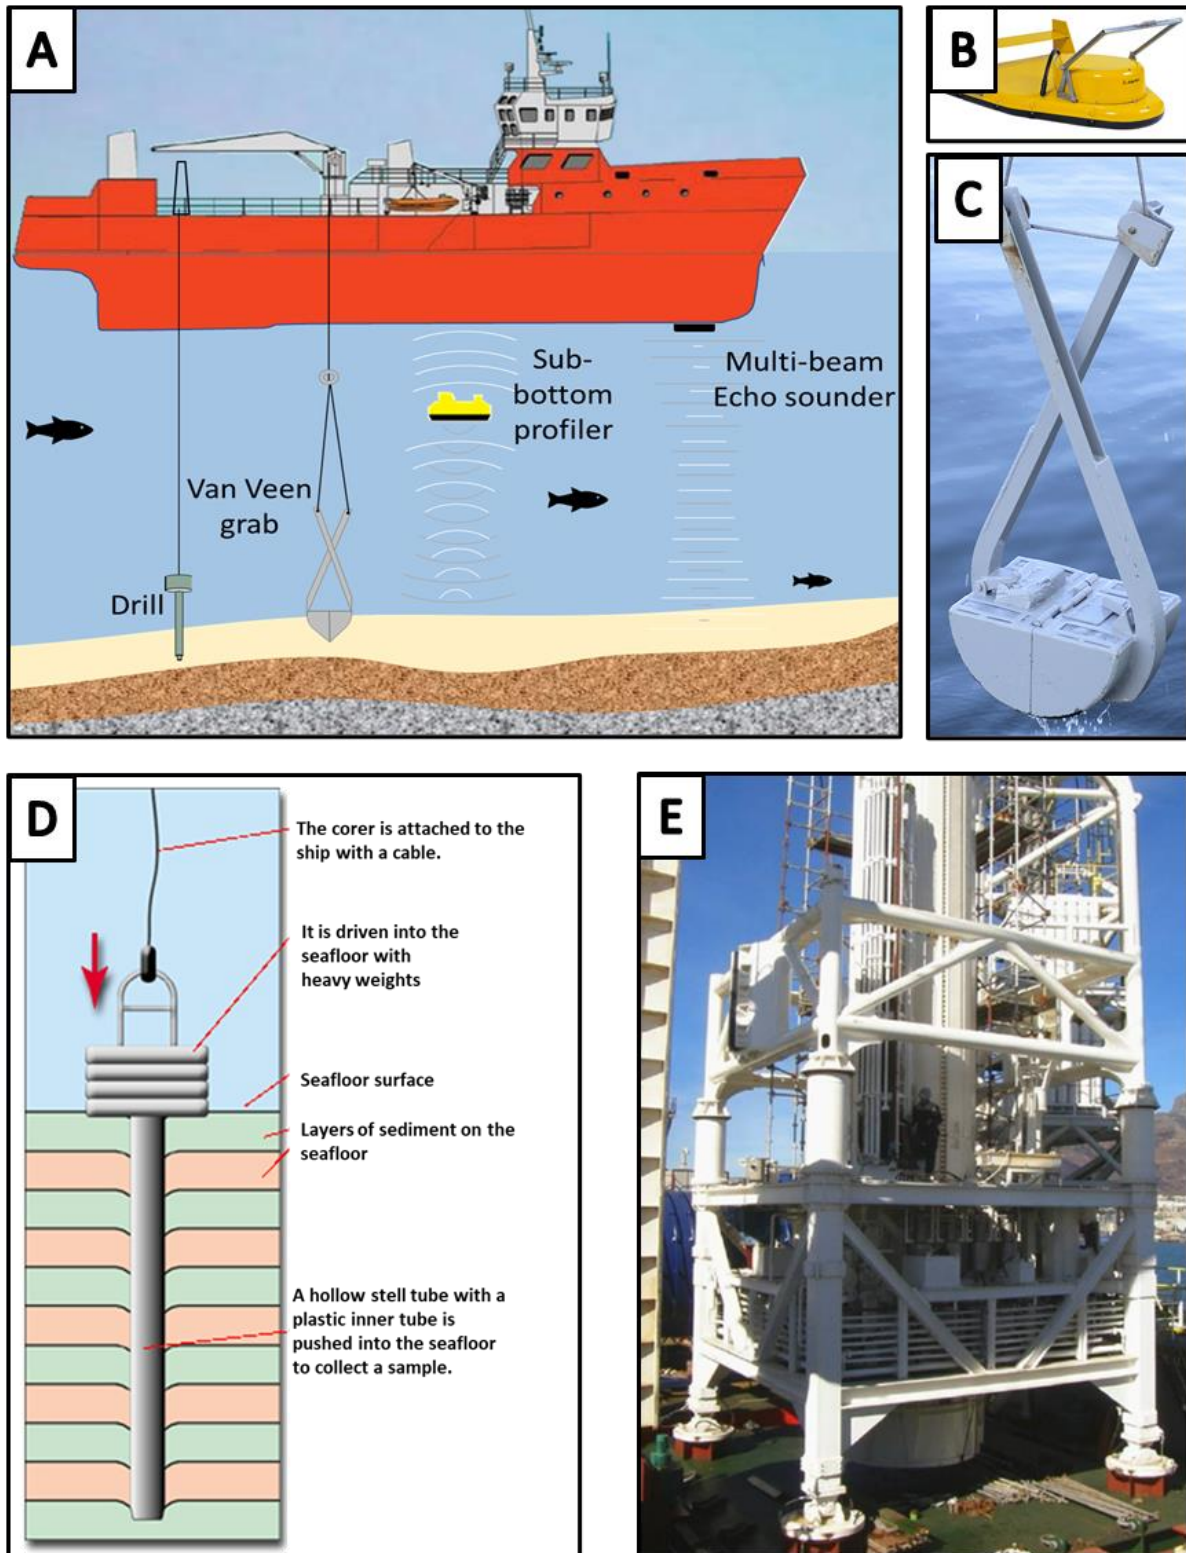 A
Sub-
bottom
profiler
Multi-beam
Echo sounder
Van Veen
grab
Drill
B
C
D
The corer is attached to the
ship with a cable.
It is driven into the
seafloor with
heavy weights
Seafloor surface
Layers of sediment on the
seafloor
A hollow stell tube with a
plastic inner tube is
pushed into the seafloor
to collect a sample.
E